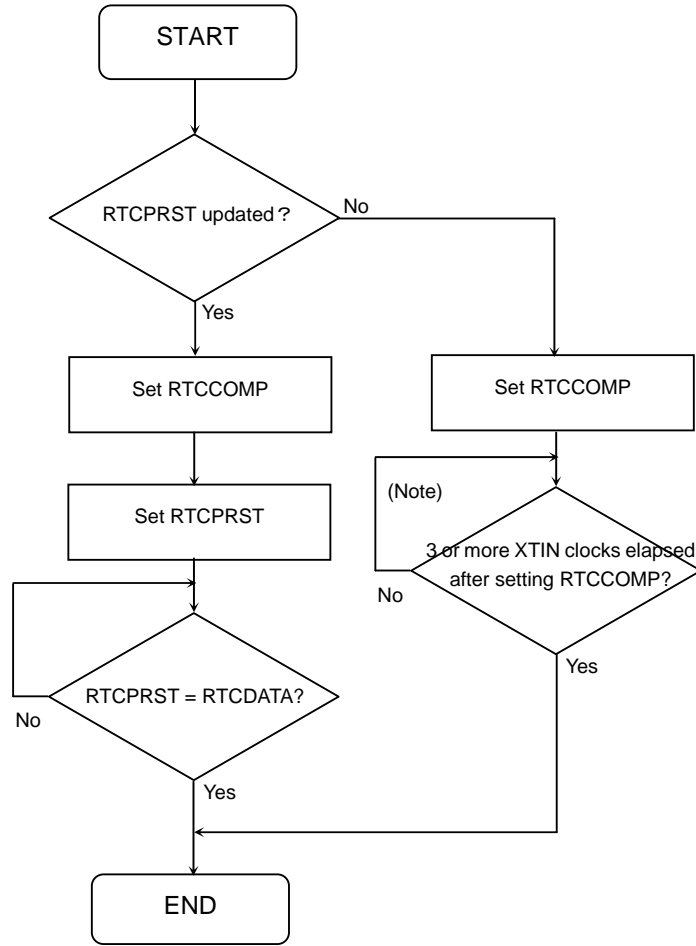 START
RTCPRST updated？
No
Yes
Set RTCCOMP
Set RTCCOMP
Set RTCPRST
(Note)
3 or more XTIN clocks elapsed
after setting RTCCOMP?
No
Yes
RTCPRST = RTCDATA?
No
Yes
END